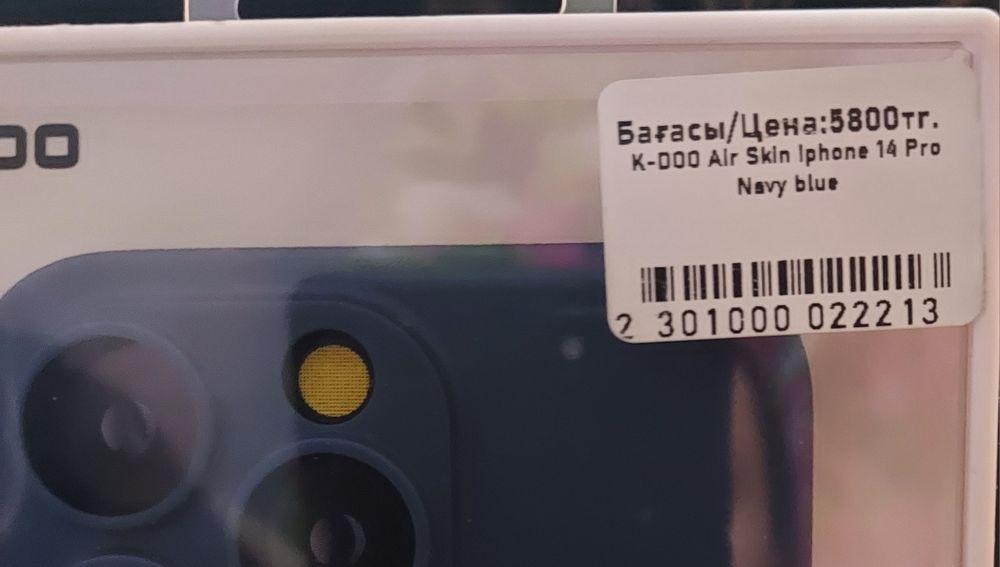 Бағасы/Цена:5800тг.
K-DOO Air Skin Iphone 14 Pro
Navy blue
2 301000 022213